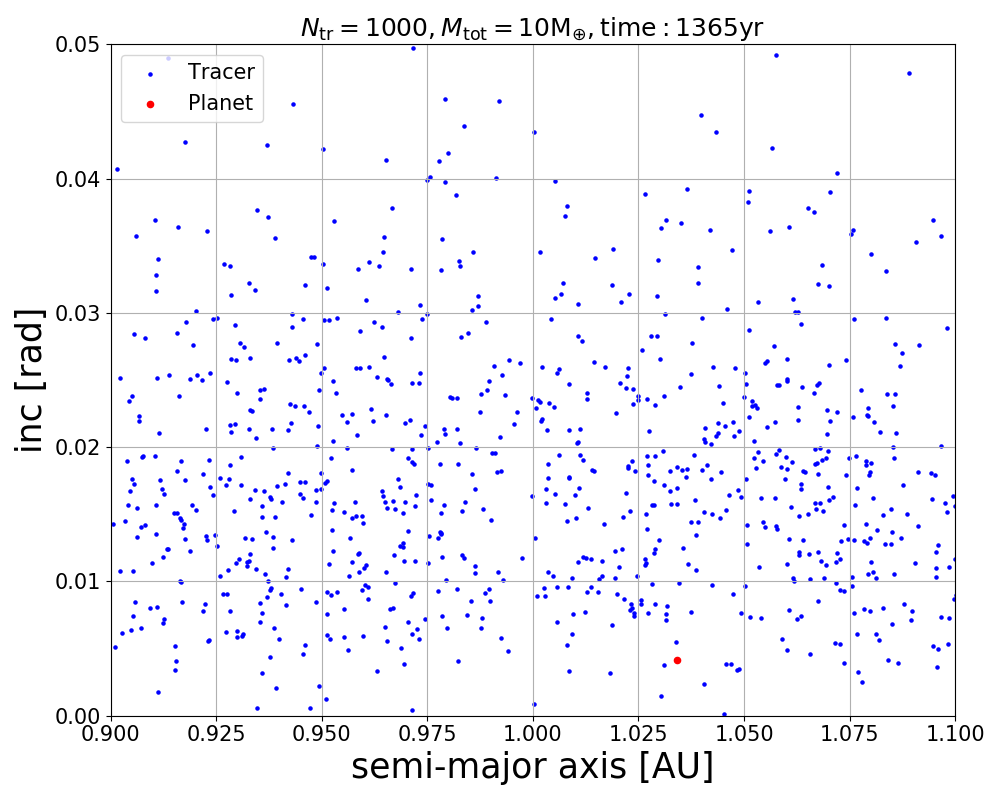 N_tr = 1000, M_tot = 10M_⊕, time : 1365yr
Tracer
Planet
inc [rad]
0.05
0.04
0.03
0.02
0.01
0.00
0.900 0.925 0.950 0.975 1.000 1.025 1.050 1.075 1.100
semi-major axis [AU]